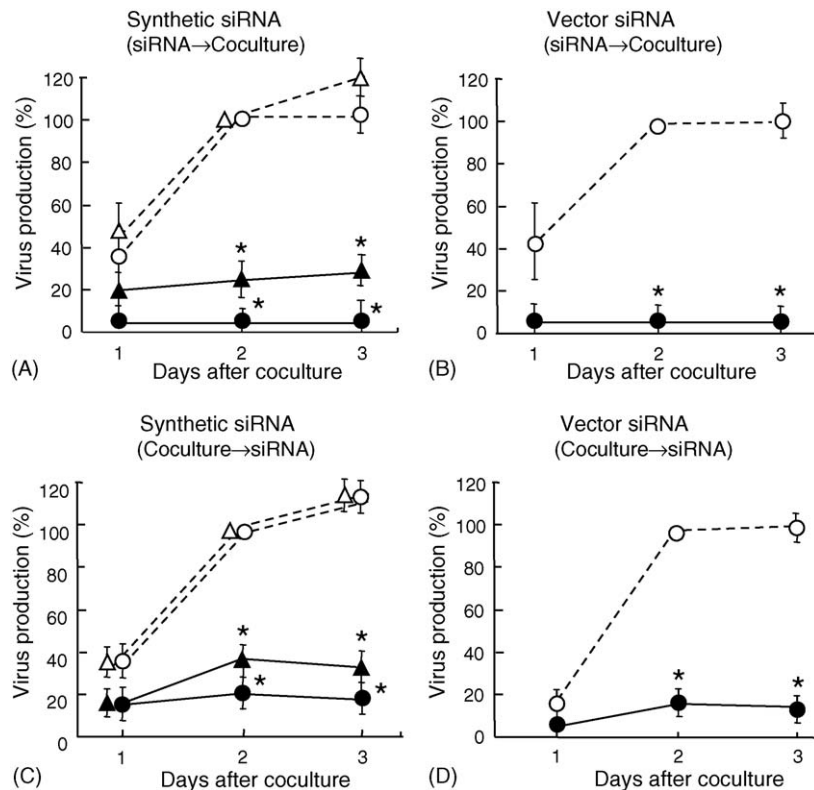 Synthetic siRNA
(siRNA→Coculture)
Virus production (%)
120
100
80
60
40
20
0
*
*
*
*
1
2
3
(A)
Days after coculture
Vector siRNA
(siRNA→Coculture)
Virus production (%)
120
100
80
60
40
20
0
*
*
1
2
3
(B)
Days after coculture
Synthetic siRNA
(Coculture→siRNA)
Virus production (%)
120
100
80
60
40
20
0
*
*
*
*
1
2
3
(C)
Days after coculture
Vector siRNA
(Coculture→siRNA)
Virus production (%)
120
100
80
60
40
20
0
*
*
1
2
3
(D)
Days after coculture